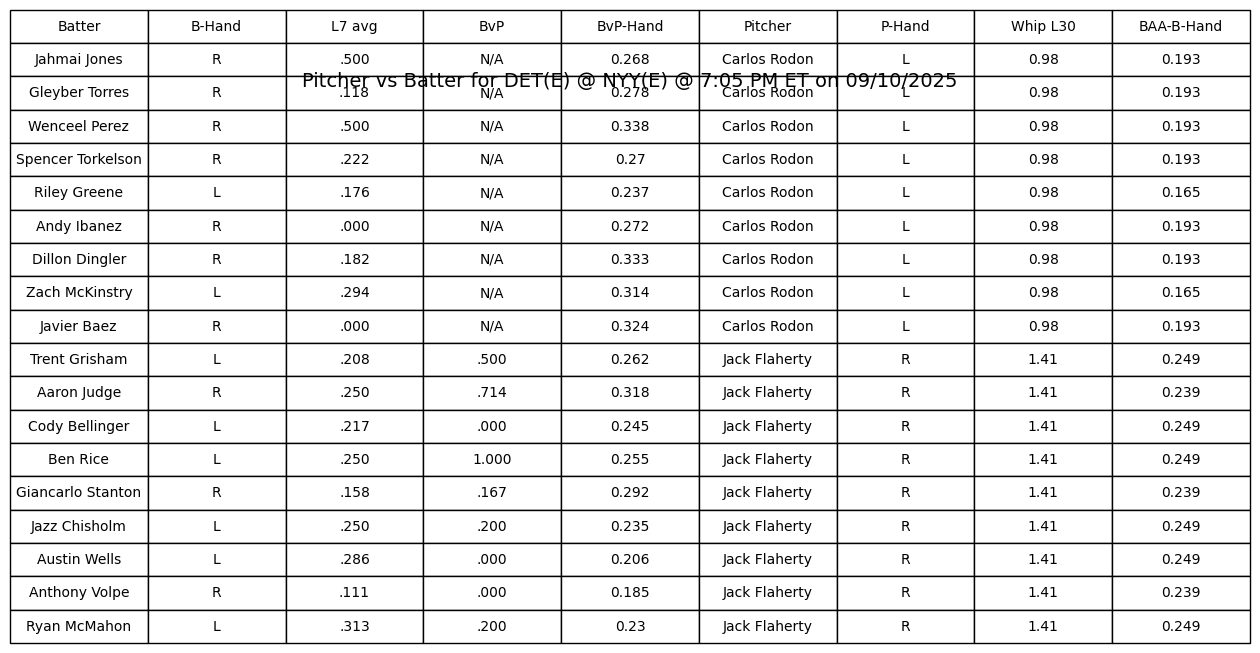 Batter B-Hand L7 avg BvP BvP-Hand Pitcher P-Hand Whip L30 BAA-B-Hand
Jahmai Jones R .500 N/A 0.268 Carlos Rodon L 0.98 0.193
Pitcher vs Batter for DET(E) @ NYY(E) @ 7:05 PM ET on 09/10/2025
Gleyber Torres R .118 N/A 0.278 Carlos Rodon L 0.98 0.193
Wenceel Perez R .500 N/A 0.338 Carlos Rodon L 0.98 0.193
Spencer Torkelson R .222 N/A 0.27 Carlos Rodon L 0.98 0.193
Riley Greene L .176 N/A 0.237 Carlos Rodon L 0.98 0.165
Andy Ibanez R .000 N/A 0.272 Carlos Rodon L 0.98 0.193
Dillon Dingler R .182 N/A 0.333 Carlos Rodon L 0.98 0.193
Zach McKinstry L .294 N/A 0.314 Carlos Rodon L 0.98 0.165
Javier Baez R .000 N/A 0.324 Carlos Rodon L 0.98 0.193
Trent Grisham L .208 .500 0.262 Jack Flaherty R 1.41 0.249
Aaron Judge R .250 .714 0.318 Jack Flaherty R 1.41 0.239
Cody Bellinger L .217 .000 0.245 Jack Flaherty R 1.41 0.249
Ben Rice L .250 1.000 0.255 Jack Flaherty R 1.41 0.249
Giancarlo Stanton R .158 .167 0.292 Jack Flaherty R 1.41 0.239
Jazz Chisholm L .250 .200 0.235 Jack Flaherty R 1.41 0.249
Austin Wells L .286 .000 0.206 Jack Flaherty R 1.41 0.249
Anthony Volpe R .111 .000 0.185 Jack Flaherty R 1.41 0.239
Ryan McMahon L .313 .200 0.23 Jack Flaherty R 1.41 0.249